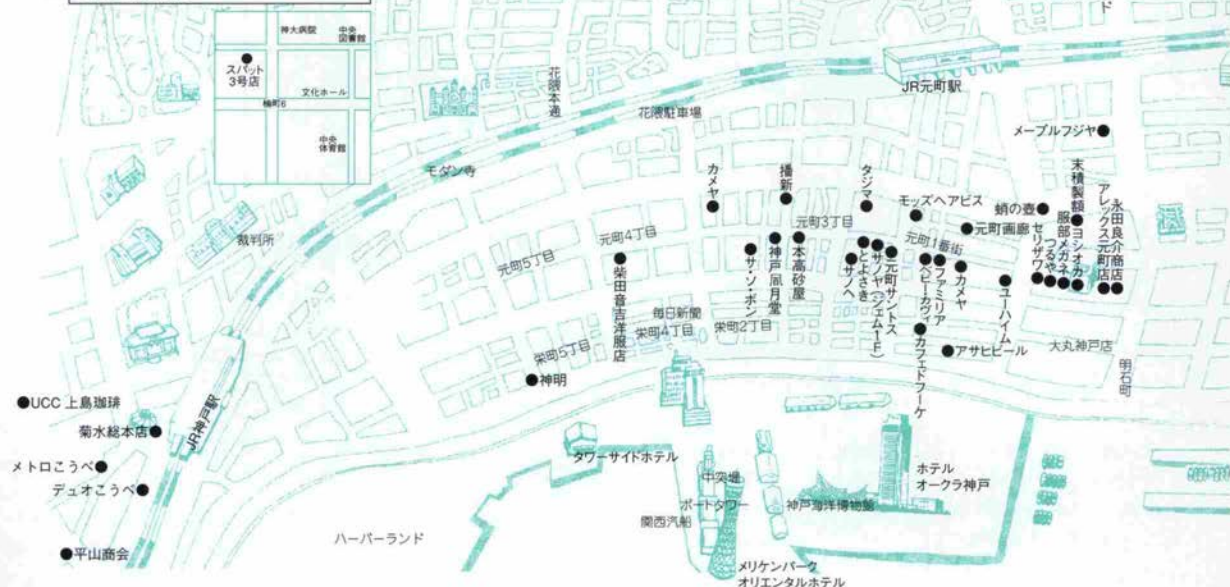 神大病院
中央
図書館
スパット
3号店
文化ホール
楠町6
中央
体育館
花隈本通
ド
JR元町駅
花隈駐車場
モダン寺
裁判所
メープルフジヤ
カメヤ
播新
タジマ
モッズヘアビス
蛸の壺
末積製額
アレックス元町店
永田良介商店
元町画廊
セリザワ
つるや
服部メガネ
ヨシオカ
元町5丁目
元町4丁目
元町3丁目
元町1番街
柴田音吉洋服店
サ・ソ・ボン
神戸凬月堂
本高砂屋
サノヘ
とよさき
サノヤ(ジェム1F)
元町サントス
ベビーカヴィ
ファミリア
カメヤ
ユーハイム
カフェドフーケ
アサヒビール
大丸神戸店
明石町
毎日新聞
栄町5丁目
栄町4丁目
栄町2丁目
神明
UCC 上島珈琲
菊水総本店
JR神戸駅
メトロこうべ
デュオこうべ
平山商会
ハーバーランド
タワーサイドホテル
中突堤
ポートタワー
関西汽船
神戸海洋博物館
ホテル
オークラ神戸
メリケンパーク
オリエンタルホテル